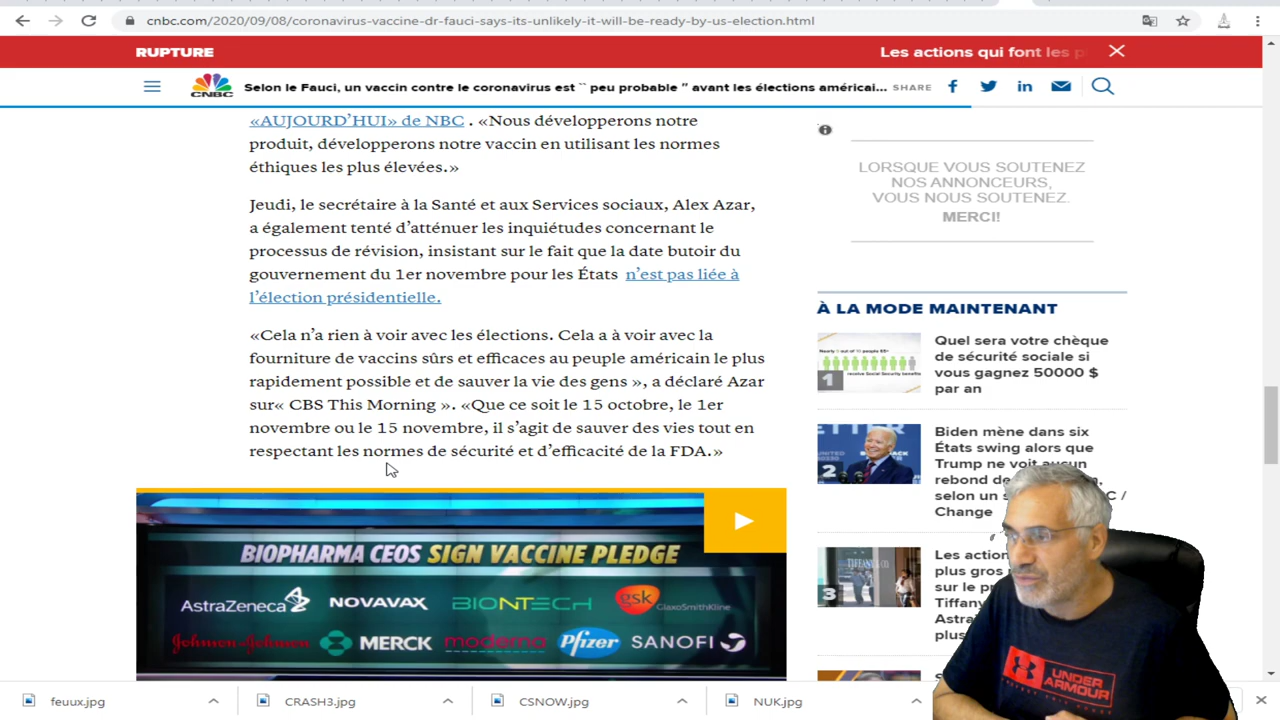 cnbc.com/2020/09/08/coronavirus-vaccine-dr-fauci-says-its-unlikely-it-will-be-ready-by-us-election.html
RUPTURE
Les actions qui font les
CNBC
Selon le Fauci, un vaccin contre le coronavirus est `` peu probable '' avant les élections américai...
SHARE
«AUJOURD'HUI» de NBC . «Nous développerons notre
produit, développerons notre vaccin en utilisant les normes
éthiques les plus élevées.»
Jeudi, le secrétaire à la Santé et aux Services sociaux, Alex Azar,
a également tenté d'atténuer les inquiétudes concernant le
processus de révision, insistant sur le fait que la date butoir du
gouvernement du 1er novembre pour les États n'est pas liée à
l'élection présidentielle.
«Cela n'a rien à voir avec les élections. Cela a à voir avec la
fourniture de vaccins sûrs et efficaces au peuple américain le plus
rapidement possible et de sauver la vie des gens », a déclaré Azar
sur« CBS This Morning ». «Que ce soit le 15 octobre, le 1er
novembre ou le 15 novembre, il s'agit de sauver des vies tout en
respectant les normes de sécurité et d'efficacité de la FDA.»
BIOPHARMA CEOS SIGN VACCINE PLEDGE
AstraZeneca NOVAVAX BIONTECH gsk GlaxoSmithKline
Johnson & Johnson MERCK moderna Pfizer SANOFI
LORSQUE VOUS SOUTENEZ
NOS ANNONCEURS,
VOUS NOUS SOUTENEZ.
MERCI!
À LA MODE MAINTENANT
1
Quel sera votre chèque
de sécurité sociale si
vous gagnez 50000 $
par an
2
Biden mène dans six
États swing alors que
Trump ne voit aucun
rebond de
selon un s C /
Change
3
TIFFANY & CO
Les action
plus gros
sur le pr
Tiffany
Astra
plus
UNDER ARMOUR
feuux.jpg
CRASH3.jpg
CSNOW.jpg
NUK.jpg